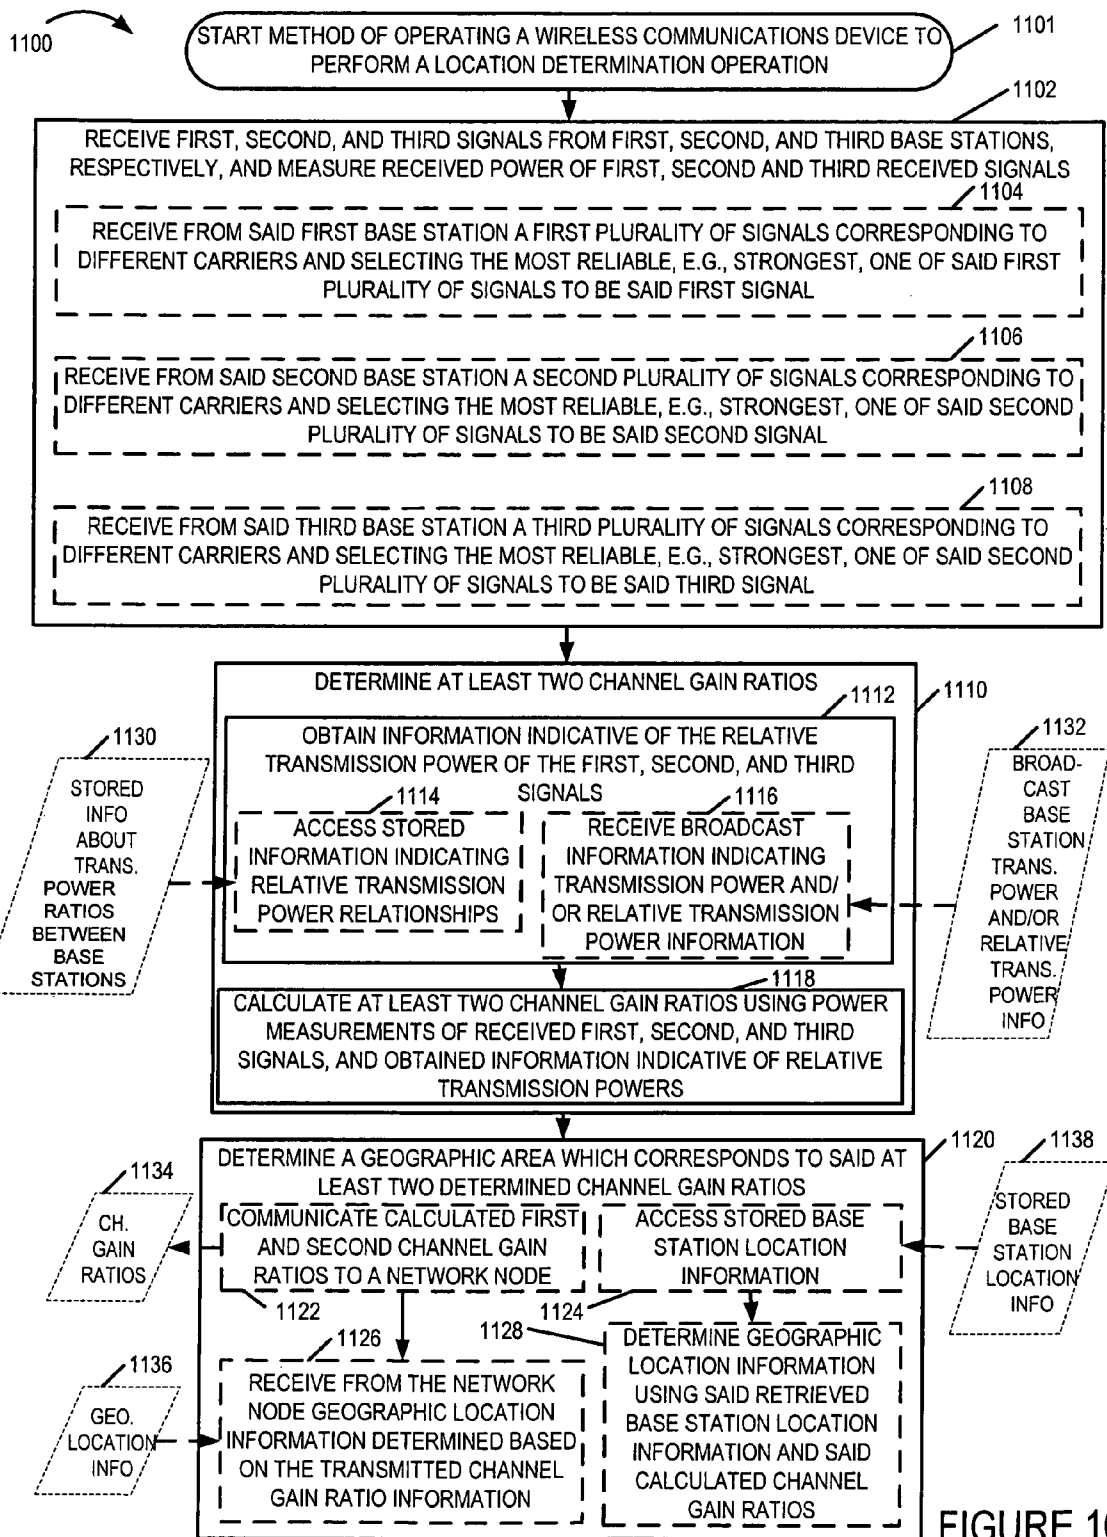 1100
START METHOD OF OPERATING A WIRELESS COMMUNICATIONS DEVICE TO
PERFORM A LOCATION DETERMINATION OPERATION
1101
1102
RECEIVE FIRST, SECOND, AND THIRD SIGNALS FROM FIRST, SECOND, AND THIRD BASE STATIONS,
RESPECTIVELY, AND MEASURE RECEIVED POWER OF FIRST, SECOND AND THIRD RECEIVED SIGNALS
1104
RECEIVE FROM SAID FIRST BASE STATION A FIRST PLURALITY OF SIGNALS CORRESPONDING TO
DIFFERENT CARRIERS AND SELECTING THE MOST RELIABLE, E.G., STRONGEST, ONE OF SAID FIRST
PLURALITY OF SIGNALS TO BE SAID FIRST SIGNAL
1106
RECEIVE FROM SAID SECOND BASE STATION A SECOND PLURALITY OF SIGNALS CORRESPONDING TO
DIFFERENT CARRIERS AND SELECTING THE MOST RELIABLE, E.G., STRONGEST, ONE OF SAID SECOND
PLURALITY OF SIGNALS TO BE SAID SECOND SIGNAL
1108
RECEIVE FROM SAID THIRD BASE STATION A THIRD PLURALITY OF SIGNALS CORRESPONDING TO
DIFFERENT CARRIERS AND SELECTING THE MOST RELIABLE, E.G., STRONGEST, ONE OF SAID SECOND
PLURALITY OF SIGNALS TO BE SAID THIRD SIGNAL
DETERMINE AT LEAST TWO CHANNEL GAIN RATIOS
1110
1112
OBTAIN INFORMATION INDICATIVE OF THE RELATIVE
TRANSMISSION POWER OF THE FIRST, SECOND, AND THIRD
SIGNALS
1114
ACCESS STORED
INFORMATION INDICATING
RELATIVE TRANSMISSION
POWER RELATIONSHIPS
1116
RECEIVE BROADCAST
INFORMATION INDICATING
TRANSMISSION POWER AND/
OR RELATIVE TRANSMISSION
POWER INFORMATION
1130
STORED
INFO
ABOUT
TRANS.
POWER
RATIOS
BETWEEN
BASE
STATIONS
1132
BROAD-
CAST
BASE
STATION
TRANS.
POWER
AND/OR
RELATIVE
TRANS.
POWER
INFO
1118
CALCULATE AT LEAST TWO CHANNEL GAIN RATIOS USING POWER
MEASUREMENTS OF RECEIVED FIRST, SECOND, AND THIRD
SIGNALS, AND OBTAINED INFORMATION INDICATIVE OF RELATIVE
TRANSMISSION POWERS
1120
DETERMINE A GEOGRAPHIC AREA WHICH CORRESPONDS TO SAID AT
LEAST TWO DETERMINED CHANNEL GAIN RATIOS
1134
CH.
GAIN
RATIOS
COMMUNICATE CALCULATED FIRST
AND SECOND CHANNEL GAIN
RATIOS TO A NETWORK NODE
1122
ACCESS STORED BASE
STATION LOCATION
INFORMATION
1124
1138
STORED
BASE
STATION
LOCATION
INFO
1126
RECEIVE FROM THE NETWORK
NODE GEOGRAPHIC LOCATION
INFORMATION DETERMINED BASED
ON THE TRANSMITTED CHANNEL
GAIN RATIO INFORMATION
1128
DETERMINE GEOGRAPHIC
LOCATION INFORMATION
USING SAID RETRIEVED
BASE STATION LOCATION
INFORMATION AND SAID
CALCULATED CHANNEL
GAIN RATIOS
1136
GEO.
LOCATION
INFO
FIGURE